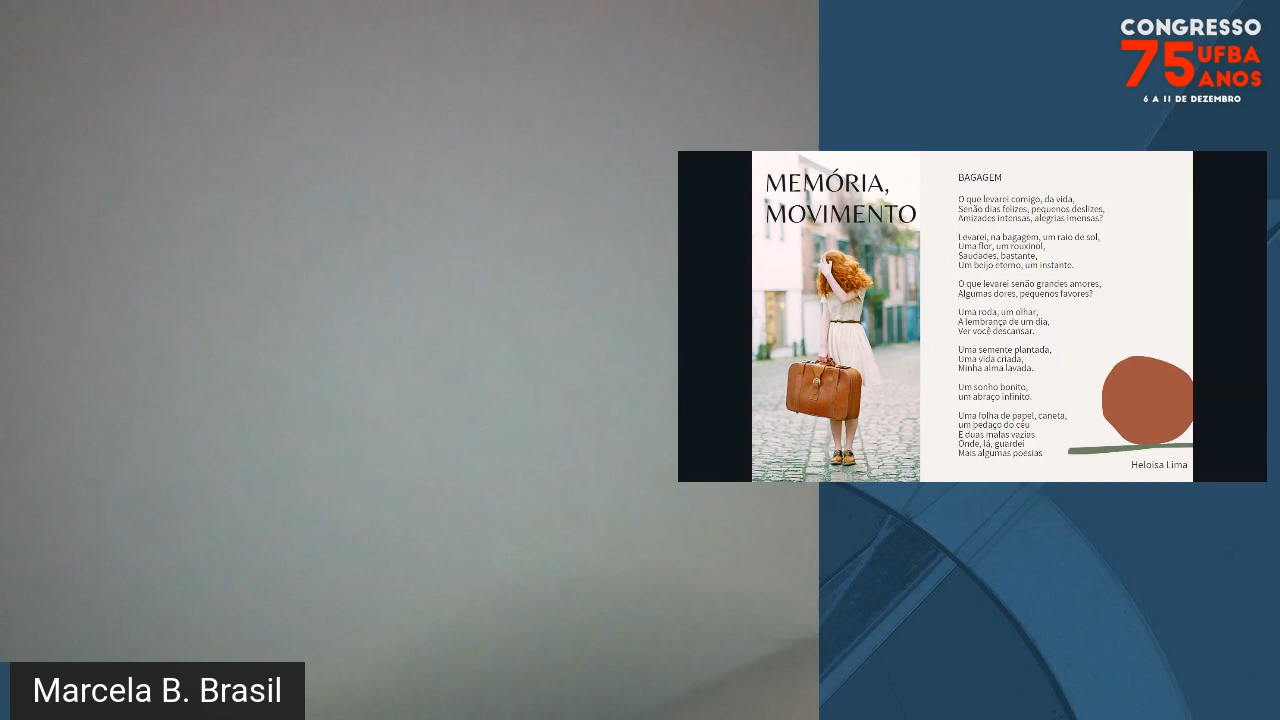 CONGRESSO
75 UFBA
ANOS
6 A 11 DE DEZEMBRO
MEMÓRIA,
MOVIMENTO
BAGAGEM
O que levarei comigo, da vida,
Senão dias felizes, pequenos deslizes,
Amizades intensas, alegrias imensas?
Levarei, na bagagem, um raio de sol,
Uma flor, um rouxinol,
Saudades, bastante,
Um beijo eterno, um instante.
O que levarei senão grandes amores,
Algumas dores, pequenos favores?
Uma roda, um olhar,
A lembrança de um dia,
Ver você descansar.
Uma semente plantada,
Uma vida criada,
Minha alma lavada.
Um sonho bonito,
um abraço infinito.
Uma folha de papel, caneta,
um pedaço do céu
E duas malas vazias
Onde, lá, guardei
Mais algumas poesias
Heloisa Lima
Marcela B. Brasil